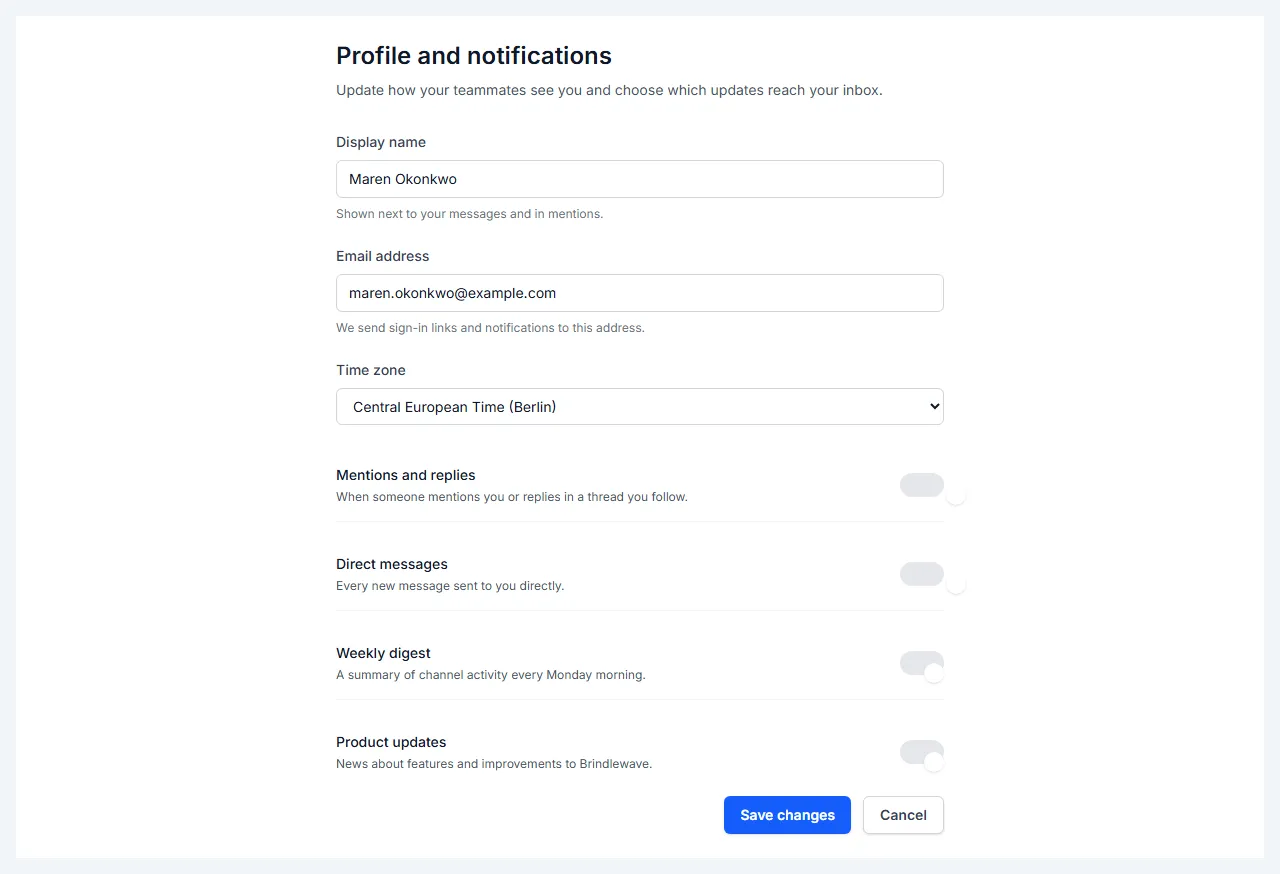 Profile and notifications
Update how your teammates see you and choose which updates reach your inbox.
Display name
Maren Okonkwo
Shown next to your messages and in mentions.
Email address
maren.okonkwo@example.com
We send sign-in links and notifications to this address.
Time zone
Central European Time (Berlin)
Mentions and replies
When someone mentions you or replies in a thread you follow.
Direct messages
Every new message sent to you directly.
Weekly digest
A summary of channel activity every Monday morning.
Product updates
News about features and improvements to Brindlewave.
Save changes
Cancel